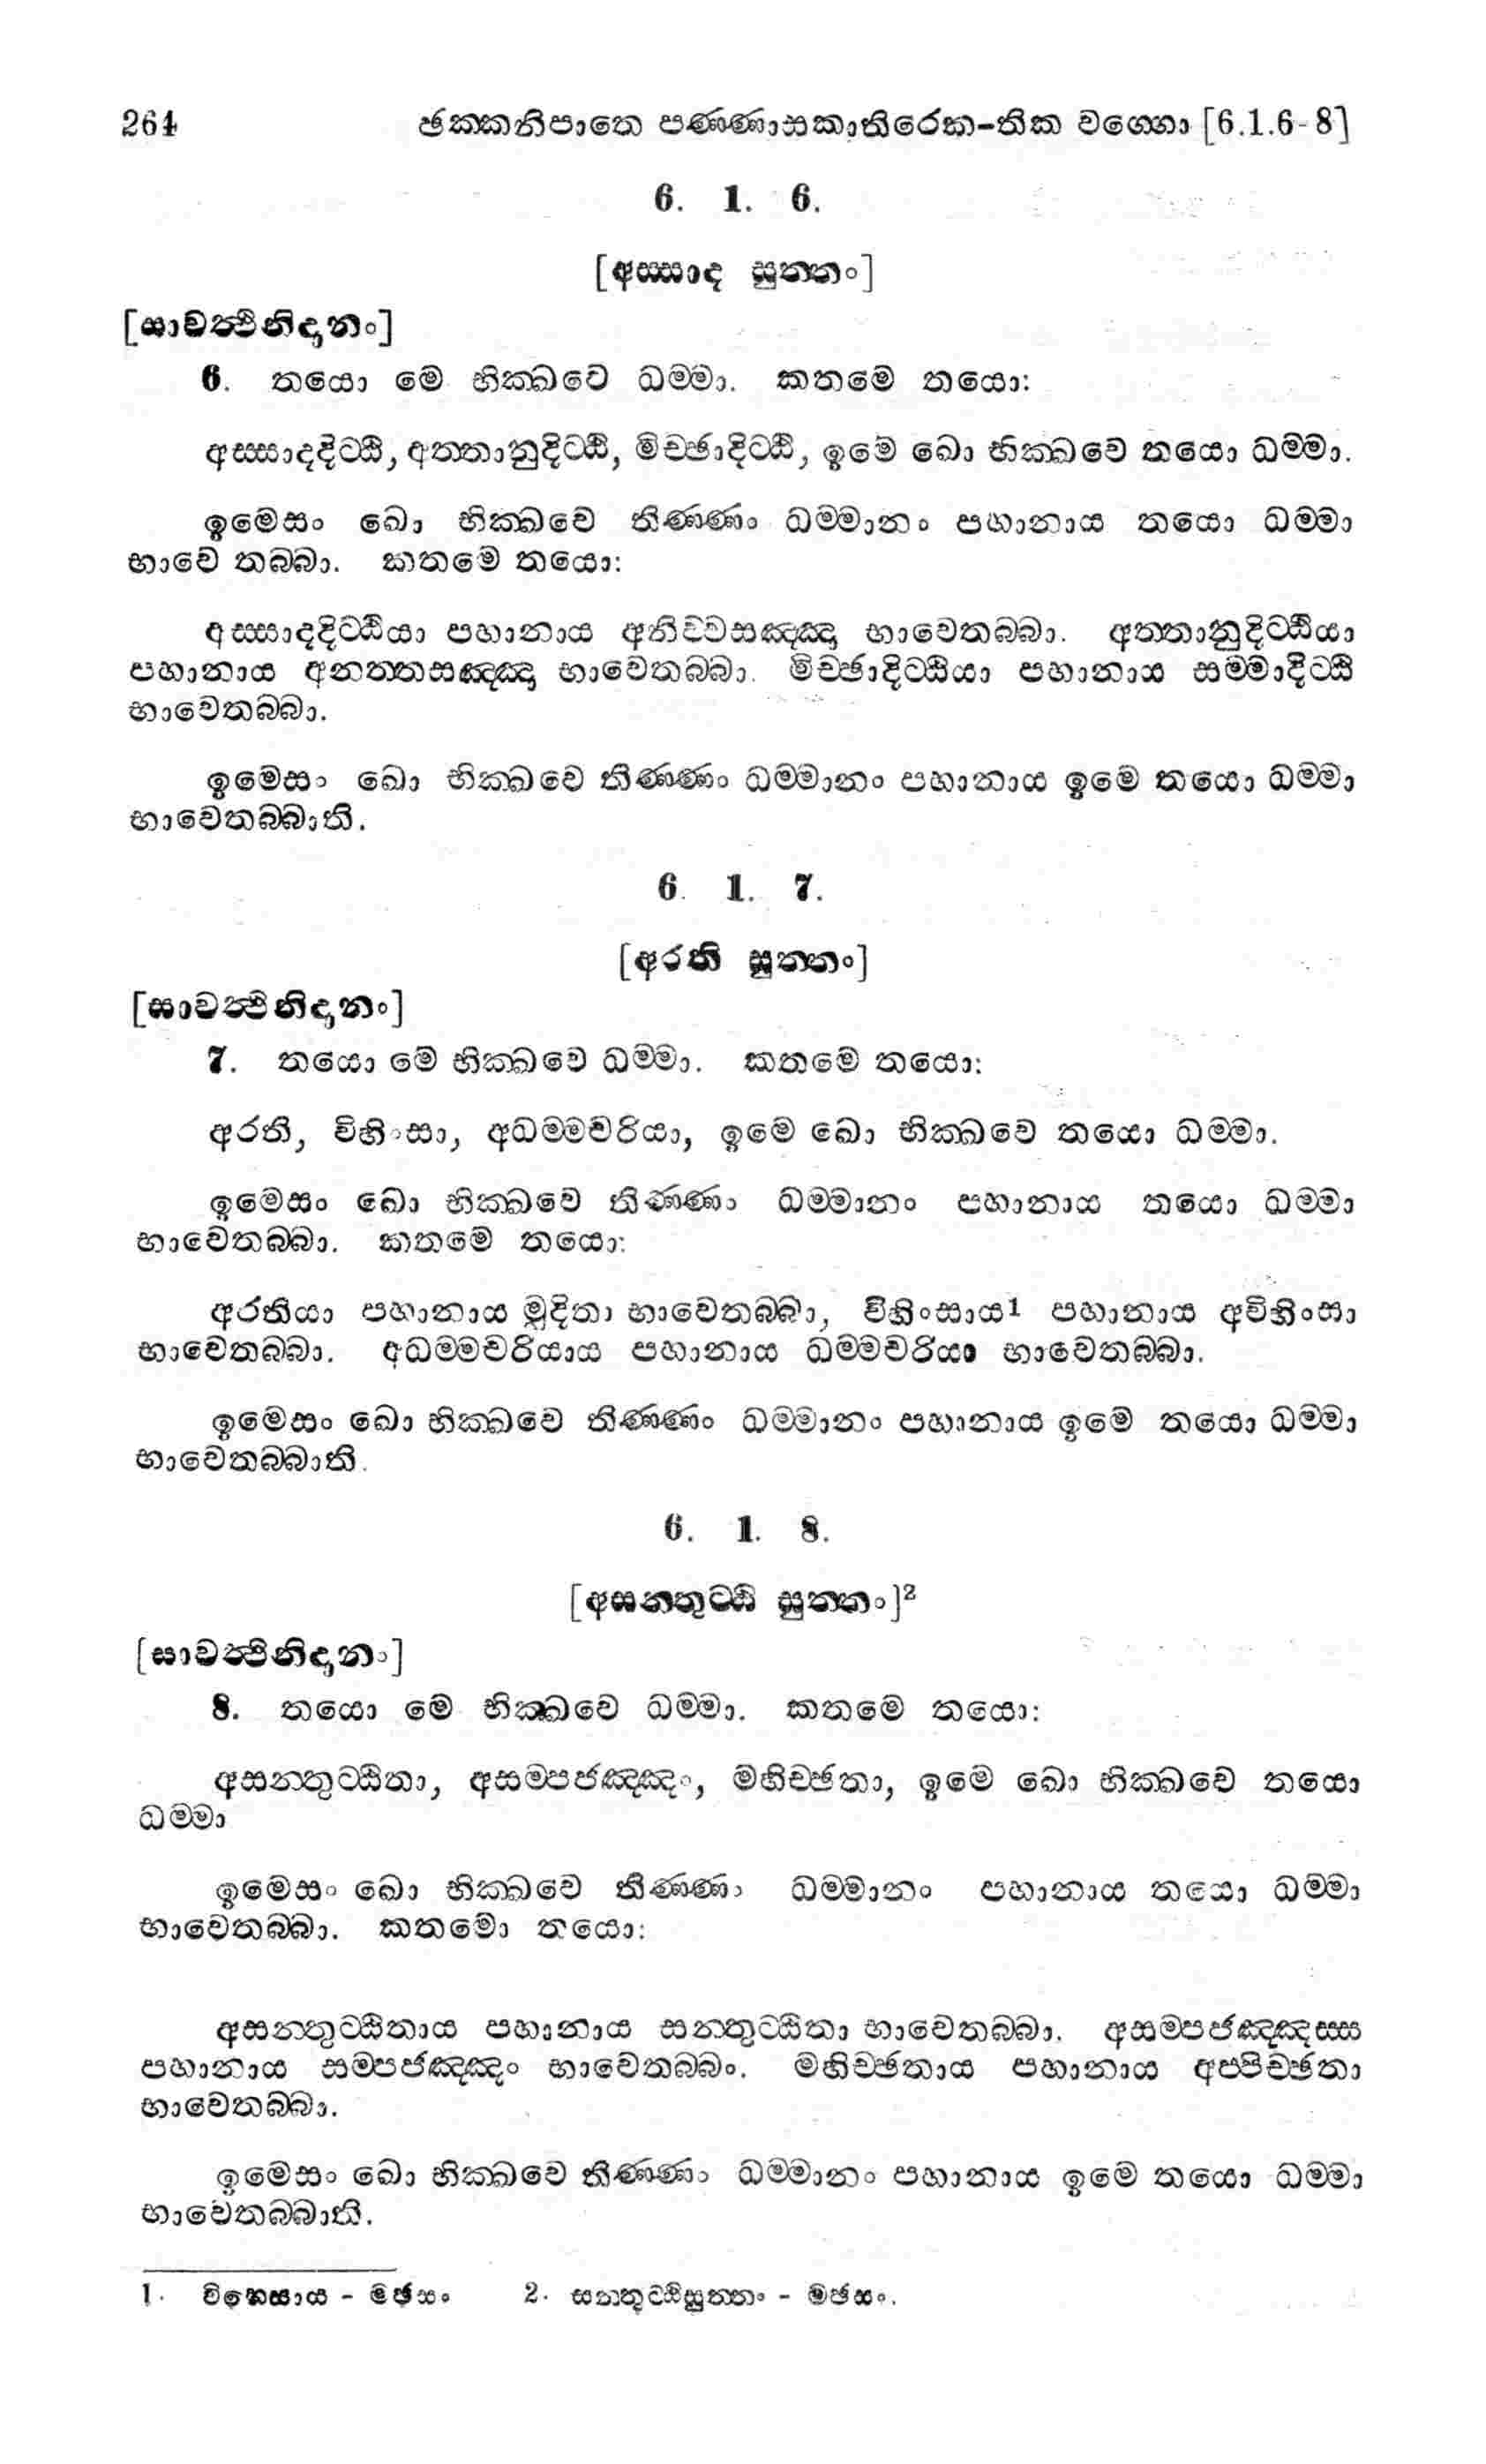 264 ඡක්කනිපාතෙ පණ්ණාසකාතිරේක-තික වග්ගො [6.1.6-8]
6. 1. 6.
[අස්සාද සුත්තං]
[සාවත්ථිනිදානං]
6. තයො මෙ භික්ඛවෙ ධම්මා. කතමෙ තයො:
අස්සාදදිට්ඨි, අත්තානුදිට්ඨි, මිච්ඡාදිට්ඨි, ඉමෙ ඛො භික්ඛවෙ තයො ධම්මා.
ඉමෙසං ඛො භික්ඛවෙ තිණ්ණං ධම්මානං පහානාය තයො ධම්මා
භාවෙ තබ්බා. කතමෙ තයො:
අස්සාදදිට්ඨියා පහානාය අනිච්චසඤ්ඤා භාවෙතබ්බා. අත්තානුදිට්ඨියා
පහානාය අනත්තසඤ්ඤා භාවෙතබ්බා. මිච්ඡාදිට්ඨියා පහානාය සම්මාදිට්ඨි
භාවෙතබ්බා.
ඉමෙසං ඛො භික්ඛවෙ තිණ්ණං ධම්මානං පහානාය ඉමෙ තයො ධම්මා
භාවෙතබ්බාති.
6. 1. 7.
[අරති සුත්තං]
[සාවත්ථිනිදානං]
7. තයො මෙ භික්ඛවෙ ධම්මා. කතමෙ තයො:
අරති, විහිංසා, අධම්මචරියා, ඉමෙ ඛො භික්ඛවෙ තයො ධම්මා.
ඉමෙසං ඛො භික්ඛවෙ තිණ්ණං ධම්මානං පහානාය තයො ධම්මා
භාවෙතබ්බා. කතමෙ තයො:
අරතියා පහානාය මුදිතා භාවෙතබ්බා, විහිංසාය1 පහානාය අවිහිංසා
භාවෙතබ්බා. අධම්මචරියාය පහානාය ධම්මචරියා භාවෙතබ්බා.
ඉමෙසං ඛො භික්ඛවෙ තිණ්ණං ධම්මානං පහානාය ඉමෙ තයො ධම්මා
භාවෙතබ්බාති.
6. 1. 8.
[අසන්තුට්ඨි සුත්තං]2
[සාවත්ථිනිදානං]
8. තයො මෙ භික්ඛවෙ ධම්මා. කතමෙ තයො:
අසන්තුට්ඨිතා, අසම්පජඤ්ඤං, මහිච්ඡතා, ඉමෙ ඛො භික්ඛවෙ තයො
ධම්මා
ඉමෙසං ඛො භික්ඛවෙ තිණ්ණං ධම්මානං පහානාය තයො ධම්මා
භාවෙතබ්බා. කතමො තයො:
අසන්තුට්ඨිතාය පහානාය සන්තුට්ඨිතා භාවෙතබ්බා. අසම්පජඤ්ඤස්ස
පහානාය සම්පජඤ්ඤං භාවෙතබ්බං. මහිච්ඡතාය පහානාය අප්පිච්ඡතා
භාවෙතබ්බා.
ඉමෙසං ඛො භික්ඛවෙ තිණ්ණං ධම්මානං පහානාය ඉමෙ තයො ධම්මා
භාවෙතබ්බාති.
1. විහෙසාය - මඡසං 2. සන්තුට්ඨිසුත්තං - මඡසං.